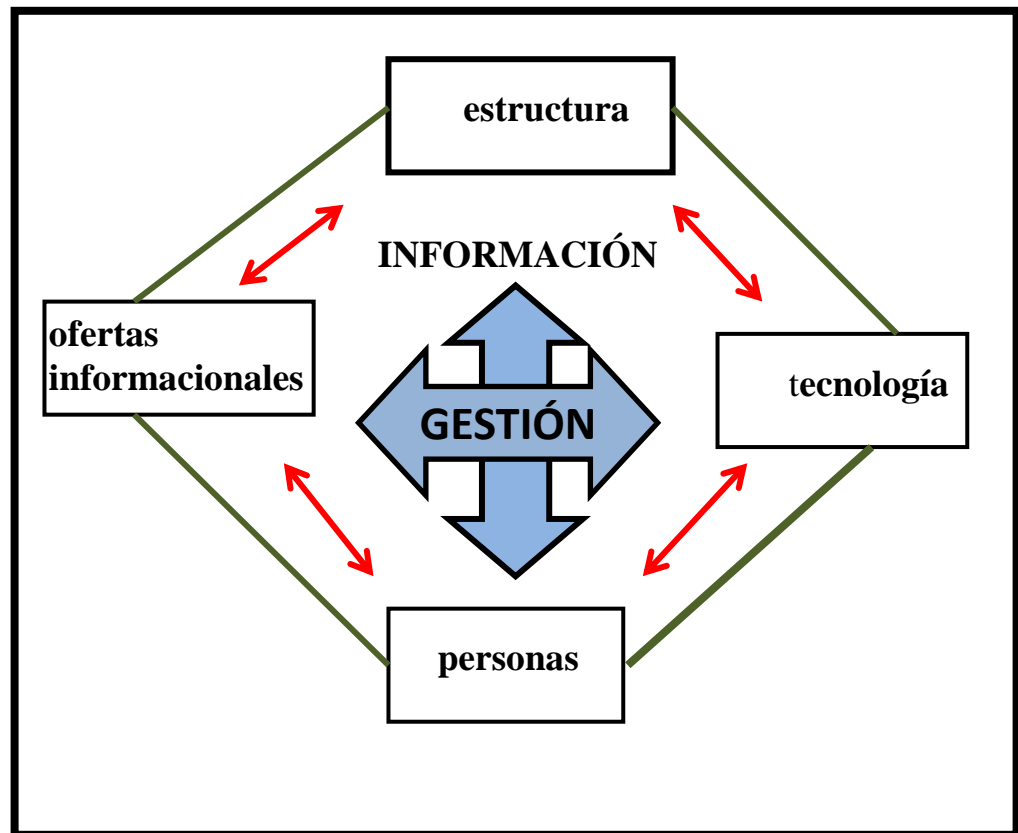 estructura
INFORMACIÓN
ofertas
informacionales
tecnología
GESTIÓN
personas